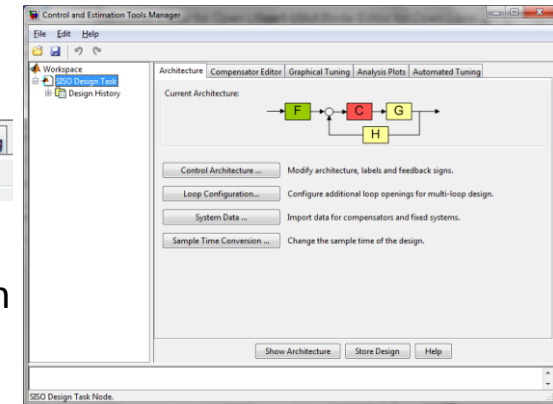 Control and Estimation Tools Manager
File Edit Help
Workspace
SISO Design Task
Design History
Architecture Compensator Editor Graphical Tuning Analysis Plots Automated Tuning
Current Architecture:
F C G
H
Control Architecture ... Modify architecture, labels and feedback signs.
Loop Configuration... Configure additional loop openings for multi-loop design.
System Data ... Import data for compensators and fixed systems.
Sample Time Conversion ... Change the sample time of the design.
Show Architecture Store Design Help
SISO Design Task Node.